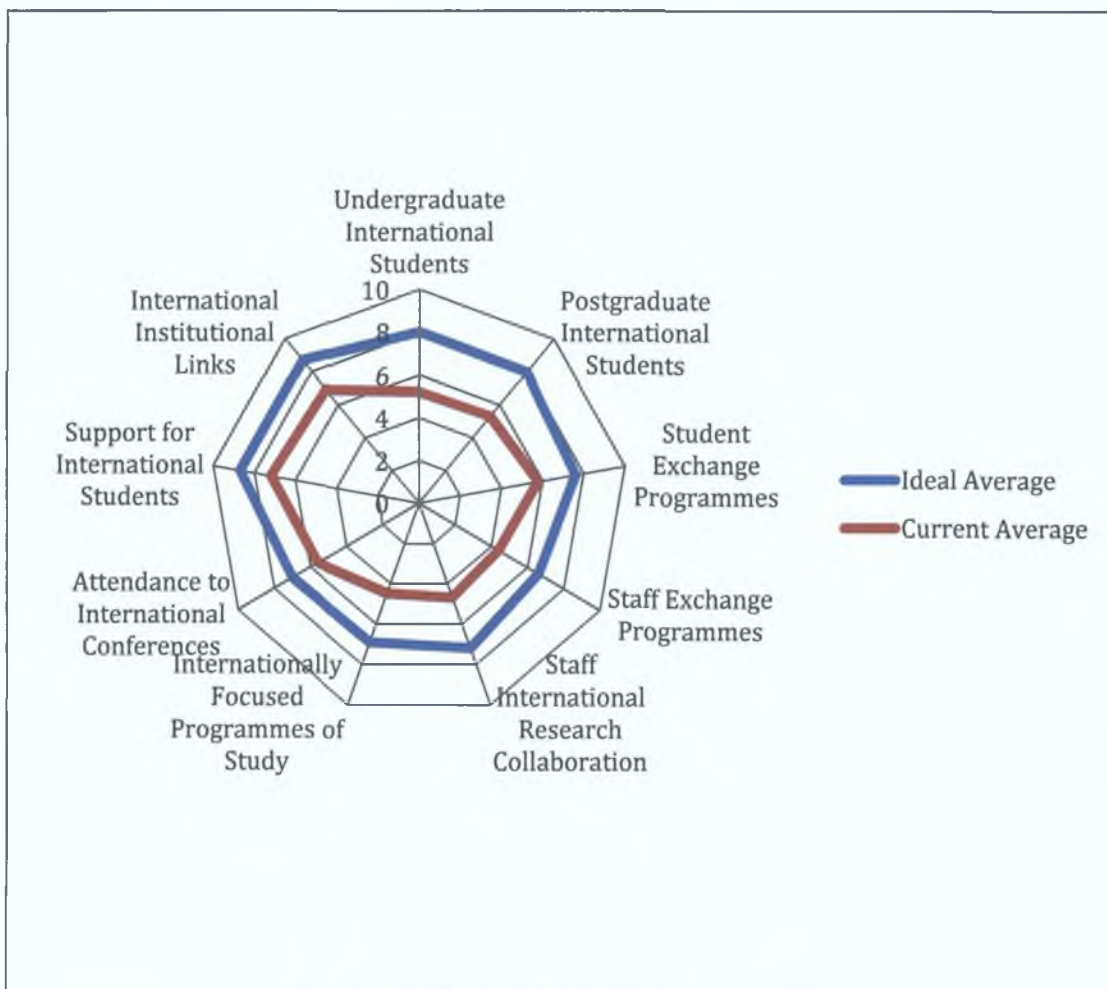 Undergraduate
International
Students
Postgraduate
International
Students
Student
Exchange
Programmes
Staff Exchange
Programmes
Staff
International
Research
Collaboration
Internationally
Focused
Programmes of
Study
Attendance to
International
Conferences
Support for
International
Students
International
Institutional
Links
10
8
6
4
2
0
Ideal Average
Current Average